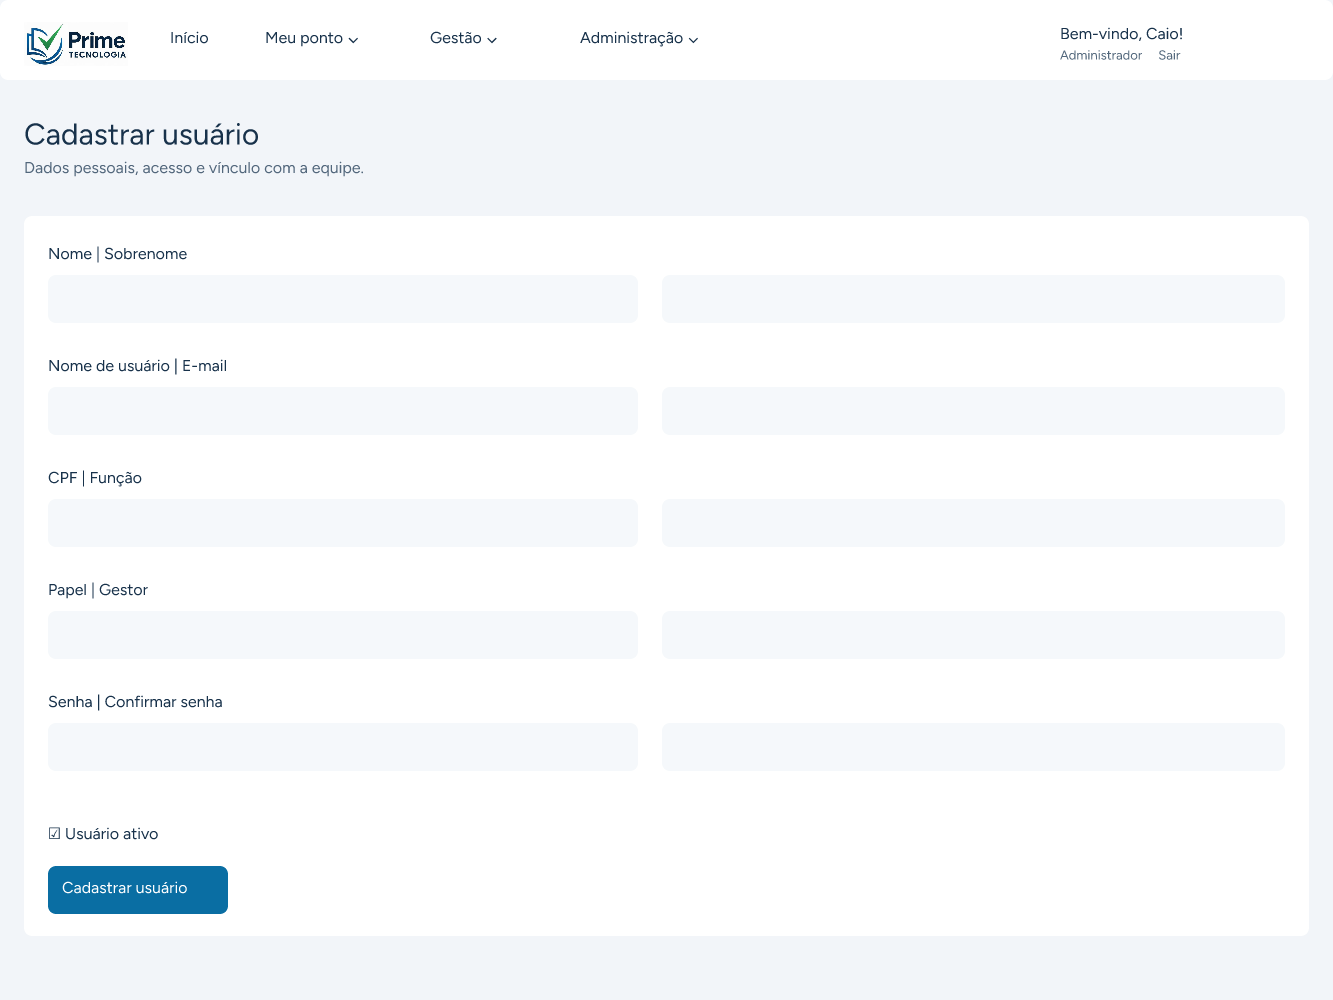 Prime
TECNOLOGIA
Início
Meu ponto
Gestão
Administração
Bem-vindo, Caio!
Administrador Sair
Cadastrar usuário
Dados pessoais, acesso e vínculo com a equipe.
Nome | Sobrenome
Nome de usuário | E-mail
CPF | Função
Papel | Gestor
Senha | Confirmar senha
☑ Usuário ativo
Cadastrar usuário